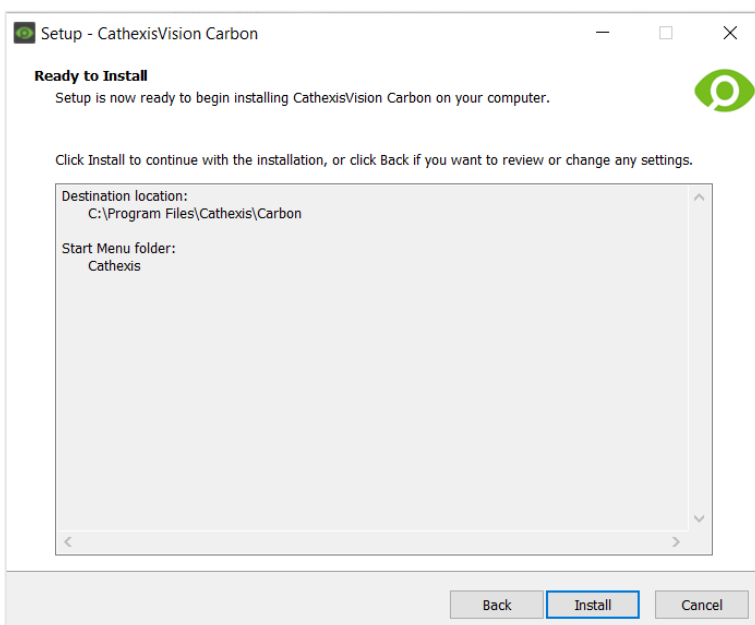 Setup - CathexisVision Carbon
Ready to Install
Setup is now ready to begin installing CathexisVision Carbon on your computer.
Click Install to continue with the installation, or click Back if you want to review or change any settings.
Destination location:
C:\Program Files\Cathexis\Carbon
Start Menu folder:
Cathexis
Back Install Cancel